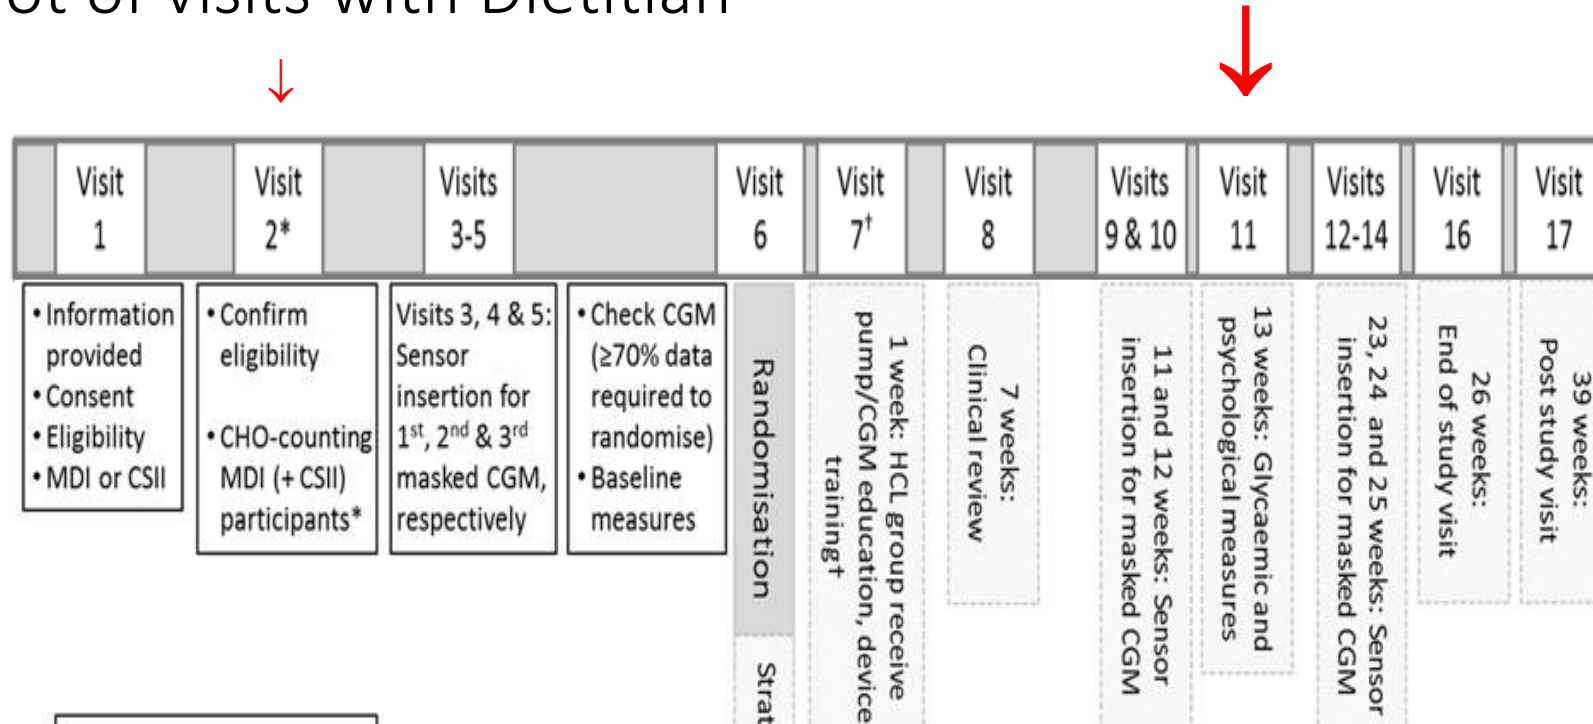 ot of visits with Dietitian
↓
↓
Visit
1
Visit
2*
Visits
3-5
Visit
6
Visit
7†
Visit
8
Visits
9 & 10
Visit
11
Visits
12-14
Visit
16
Visit
17
• Information
provided
• Consent
• Eligibility
• MDI or CSII
• Confirm
eligibility
• CHO-counting
MDI (+ CSII)
participants*
Visits 3, 4 & 5:
Sensor
insertion for
1st, 2nd & 3rd
masked CGM,
respectively
• Check CGM
(≥70% data
required to
randomise)
• Baseline
measures
Randomisation
Strat
1 week: HCL group receive
pump/CGM education, device
training†
7 weeks:
Clinical review
11 and 12 weeks: Sensor
insertion for masked CGM
13 weeks: Glycaemic and
psychological measures
23, 24 and 25 weeks: Sensor
insertion for masked CGM
26 weeks:
End of study visit
39 weeks:
Post study visit